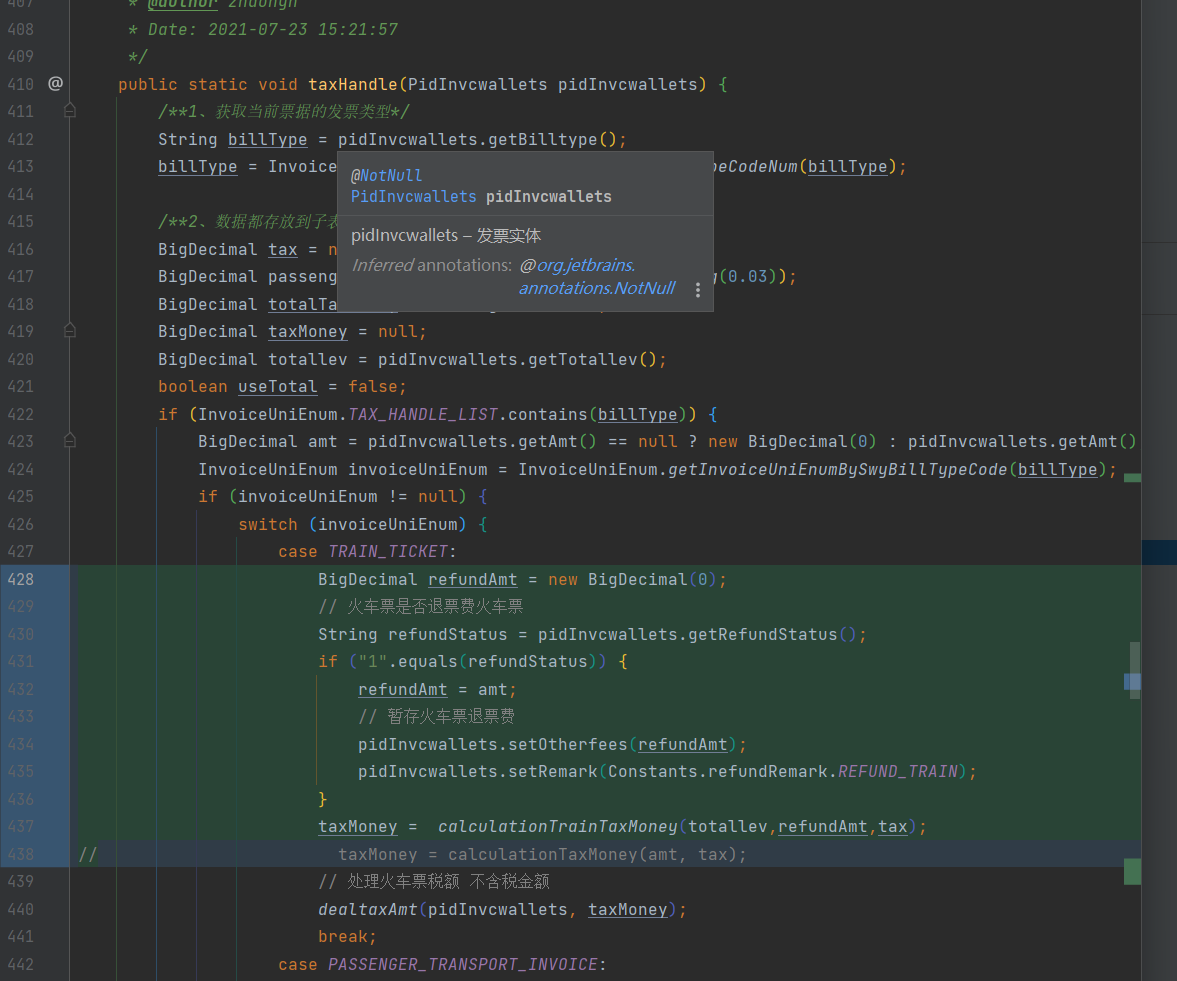 407 * @author zhdongh
408 * Date: 2021-07-23 15:21:57
409 */
410 @ public static void taxHandle(PidInvcwallets pidInvcwallets) {
411 /**1、获取当前票据的发票类型*/
412 String billType = pidInvcwallets.getBilltype();
413 billType = Invoice peCodeNum(billType);
@NotNull
PidInvcwallets pidInvcwallets
pidInvcwallets – 发票实体
Inferred annotations: @org.jetbrains.
annotations.NotNull
414
415 /**2、数据都存放到子表
416 BigDecimal tax = n
417 BigDecimal passeng (0.03));
418 BigDecimal totalTa
419 BigDecimal taxMoney = null;
420 BigDecimal totallev = pidInvcwallets.getTotallev();
421 boolean useTotal = false;
422 if (InvoiceUniEnum.TAX_HANDLE_LIST.contains(billType)) {
423 BigDecimal amt = pidInvcwallets.getAmt() == null ? new BigDecimal(0) : pidInvcwallets.getAmt()
424 InvoiceUniEnum invoiceUniEnum = InvoiceUniEnum.getInvoiceUniEnumBySwyBillTypeCode(billType);
425 if (invoiceUniEnum != null) {
426 switch (invoiceUniEnum) {
427 case TRAIN_TICKET:
428 BigDecimal refundAmt = new BigDecimal(0);
429 // 火车票是否退票费火车票
430 String refundStatus = pidInvcwallets.getRefundStatus();
431 if ("1".equals(refundStatus)) {
432 refundAmt = amt;
433 // 暂存火车票退票费
434 pidInvcwallets.setOtherfees(refundAmt);
435 pidInvcwallets.setRemark(Constants.refundRemark.REFUND_TRAIN);
436 }
437 taxMoney = calculationTrainTaxMoney(totallev,refundAmt,tax);
438 // taxMoney = calculationTaxMoney(amt, tax);
439 // 处理火车票税额 不含税金额
440 dealtaxAmt(pidInvcwallets, taxMoney);
441 break;
442 case PASSENGER_TRANSPORT_INVOICE: